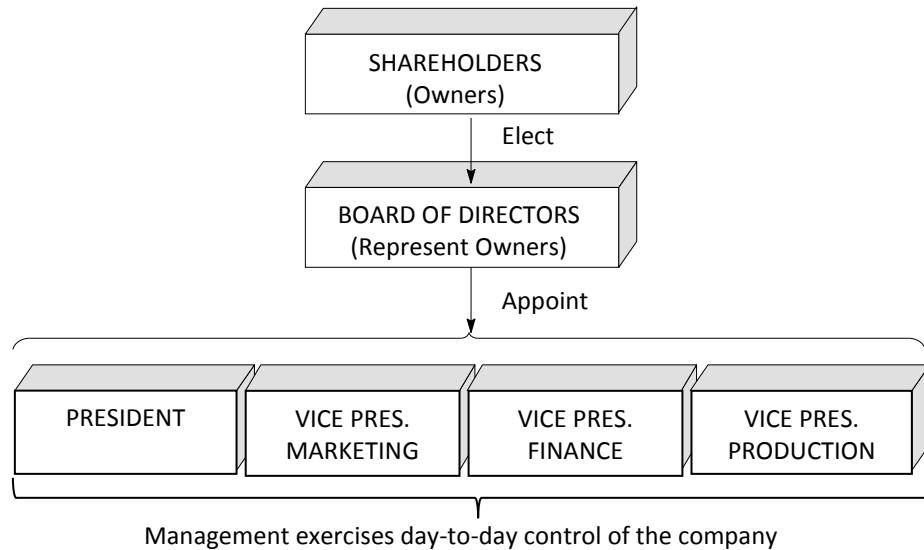 SHAREHOLDERS
(Owners)
Elect
BOARD OF DIRECTORS
(Represent Owners)
Appoint
PRESIDENT
VICE PRES.
MARKETING
VICE PRES.
FINANCE
VICE PRES.
PRODUCTION
Management exercises day-to-day control of the company